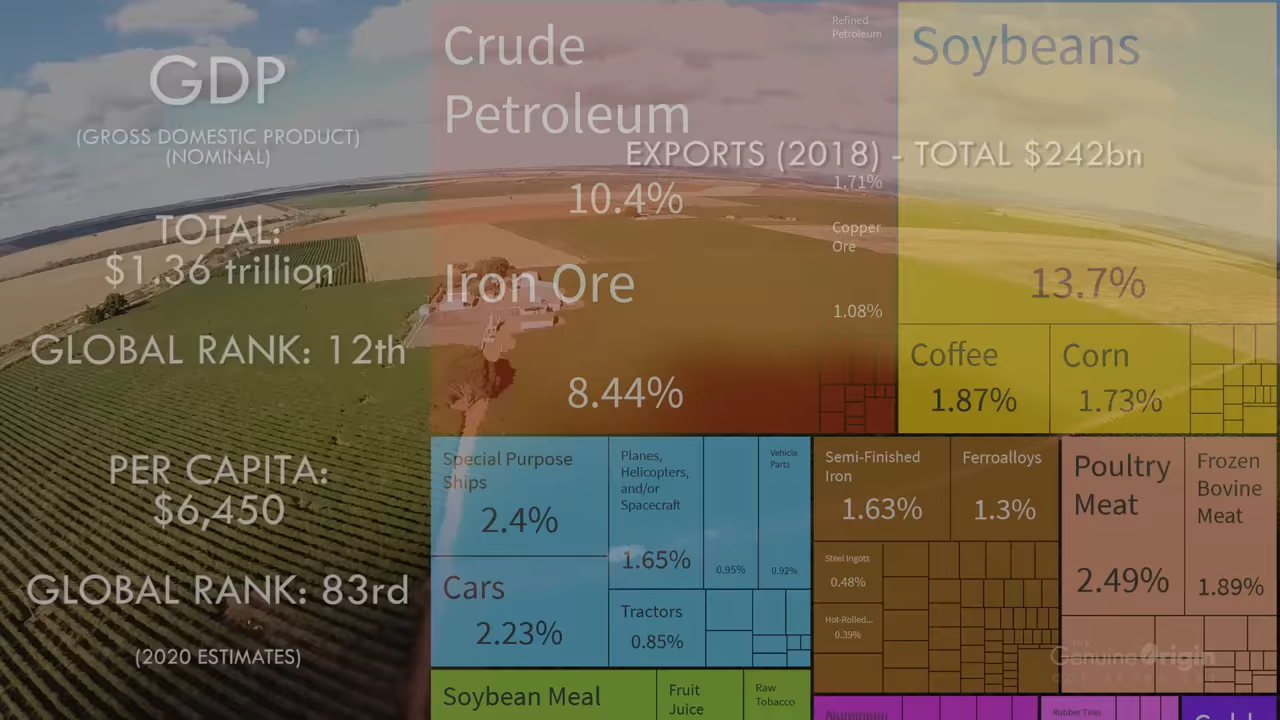 GDP
(GROSS DOMESTIC PRODUCT)
(NOMINAL)
TOTAL:
$1.36 trillion
GLOBAL RANK: 12th
PER CAPITA:
$6,450
GLOBAL RANK: 83rd
(2020 ESTIMATES)
EXPORTS (2018) - TOTAL $242bn
Crude
Petroleum
10.4%
Iron Ore
8.44%
Refined
Petroleum
1.71%
Copper
Ore
1.08%
Soybeans
13.7%
Coffee
1.87%
Corn
1.73%
Special Purpose
Ships
2.4%
Cars
2.23%
Planes,
Helicopters,
and/or
Spacecraft
1.65%
0.95%
Vehicle
Parts
0.92%
Tractors
0.85%
Semi-Finished
Iron
1.63%
Ferroalloys
1.3%
Steel Ingots
0.48%
Hot-Rolled...
0.39%
Poultry
Meat
2.49%
Frozen
Bovine
Meat
1.89%
Genuine Origin
Soybean Meal
Fruit
Juice
Raw
Tobacco
Aluminium
Rubber Tires
Gold